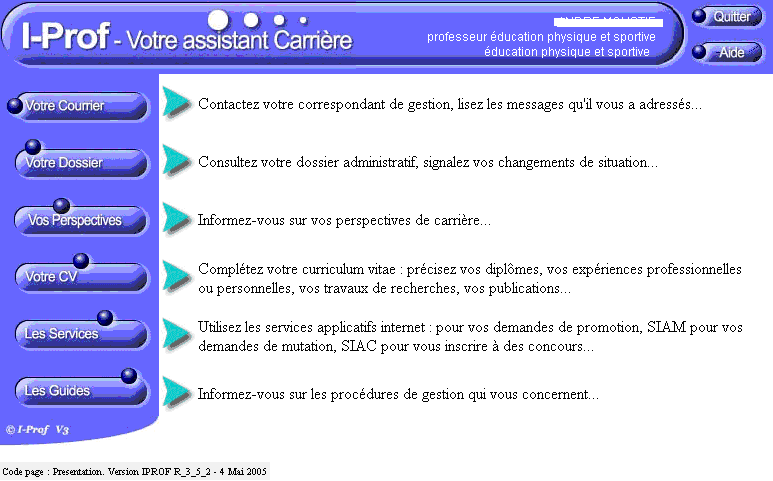 I-Prof - Votre assistant Carrière
professeur éducation physique et sportive
éducation physique et sportive
Quitter
Aide
Votre Courrier
Contactez votre correspondant de gestion, lisez les messages qu'il vous a adressés...
Votre Dossier
Consultez votre dossier administratif, signalez vos changements de situation...
Vos Perspectives
Informez-vous sur vos perspectives de carrière...
Votre CV
Complétez votre curriculum vitae : précisez vos diplômes, vos expériences professionnelles
ou personnelles, vos travaux de recherches, vos publications...
Les Services
Utilisez les services applicatifs internet : pour vos demandes de promotion, SIAM pour vos
demandes de mutation, SIAC pour vous inscrire à des concours...
Les Guides
Informez-vous sur les procédures de gestion qui vous concernent...
© I-Prof V3
Code page : Presentation. Version IPROF R_3_5_2 - 4 Mai 2005